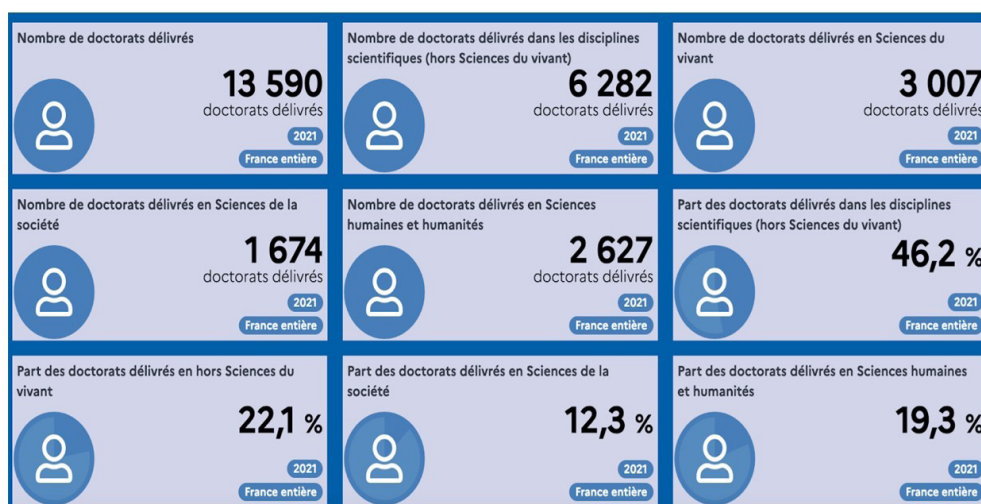 Nombre de doctorats délivrés
13 590
doctorats délivrés
2021
France entière
Nombre de doctorats délivrés dans les disciplines
scientifiques (hors Sciences du vivant)
6 282
doctorats délivrés
2021
France entière
Nombre de doctorats délivrés en Sciences du
vivant
3 007
doctorats délivrés
2021
France entière
Nombre de doctorats délivrés en Sciences de la
société
1 674
doctorats délivrés
2021
France entière
Nombre de doctorats délivrés en Sciences
humaines et humanités
2 627
doctorats délivrés
2021
France entière
Part des doctorats délivrés dans les disciplines
scientifiques (hors Sciences du vivant)
46,2 %
2021
France entière
Part des doctorats délivrés en hors Sciences du
vivant
22,1 %
2021
France entière
Part des doctorats délivrés en Sciences de la
société
12,3 %
2021
France entière
Part des doctorats délivrés en Sciences humaines
et humanités
19,3 %
2021
France entière